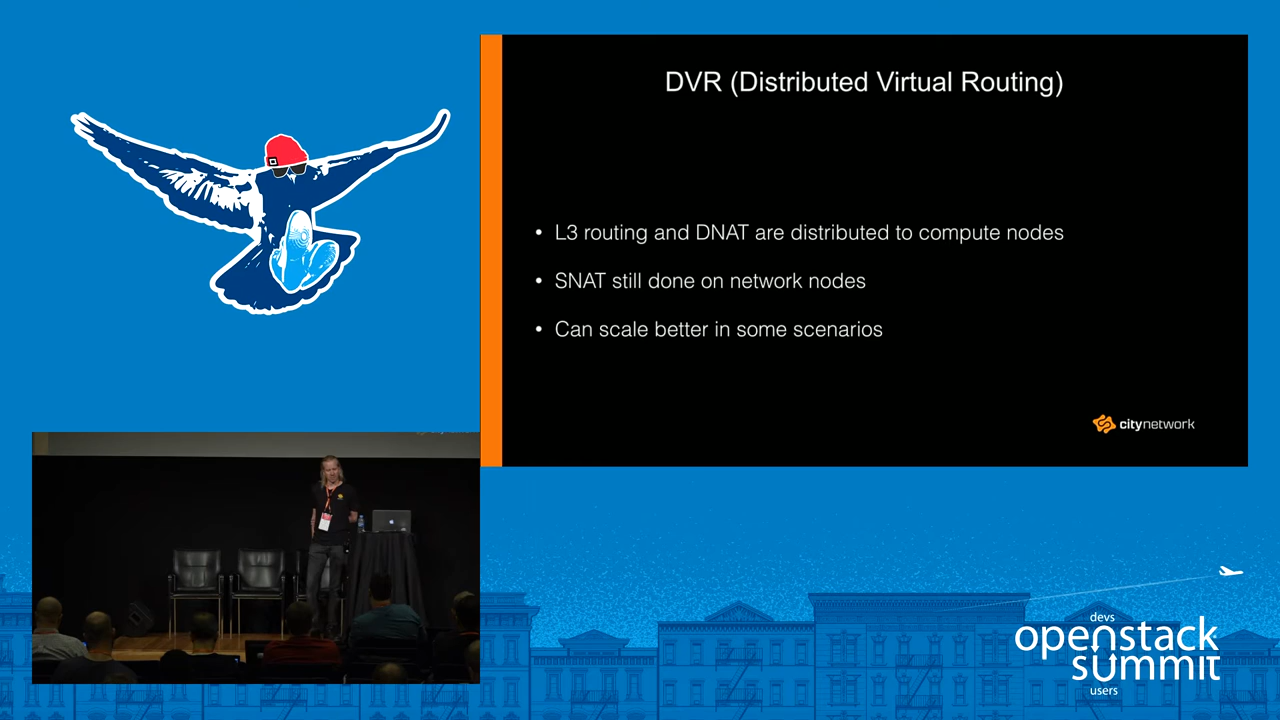 DVR (Distributed Virtual Routing)
• L3 routing and DNAT are distributed to compute nodes
• SNAT still done on network nodes
• Can scale better in some scenarios
citynetwork
devs
openstack
summit
users